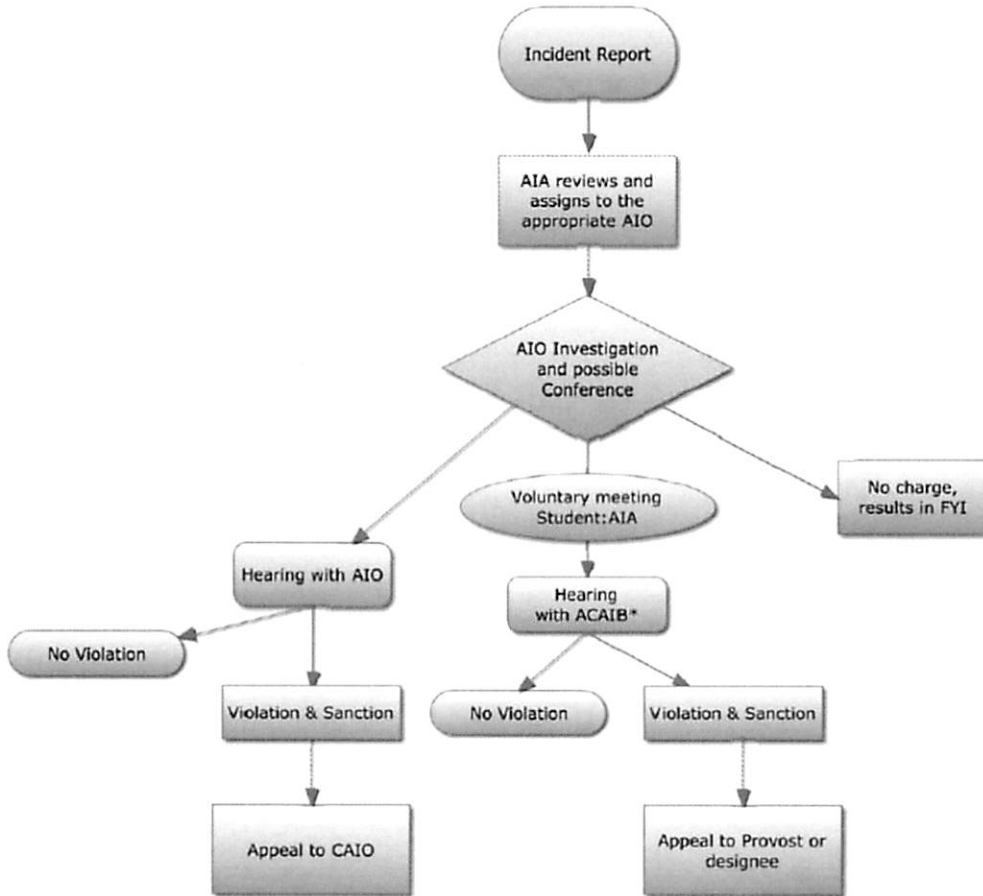 Incident Report
AIA reviews and
assigns to the
appropriate AIO
AIO Investigation
and possible
Conference
No charge,
results in FYI
Voluntary meeting
Student:AIA
Hearing with AIO
Hearing
with ACAIB*
No Violation
Violation & Sanction
No Violation
Violation & Sanction
Appeal to CAIO
Appeal to Provost or
designee